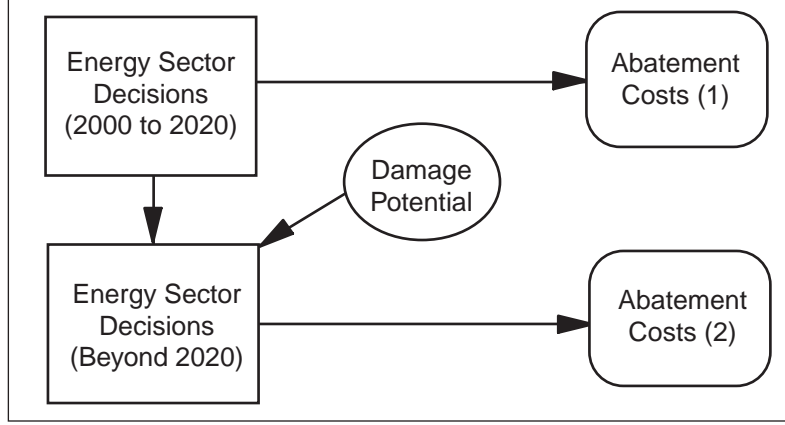 Energy Sector
Decisions
(2000 to 2020)
Abatement
Costs (1)
Damage
Potential
Energy Sector
Decisions
(Beyond 2020)
Abatement
Costs (2)